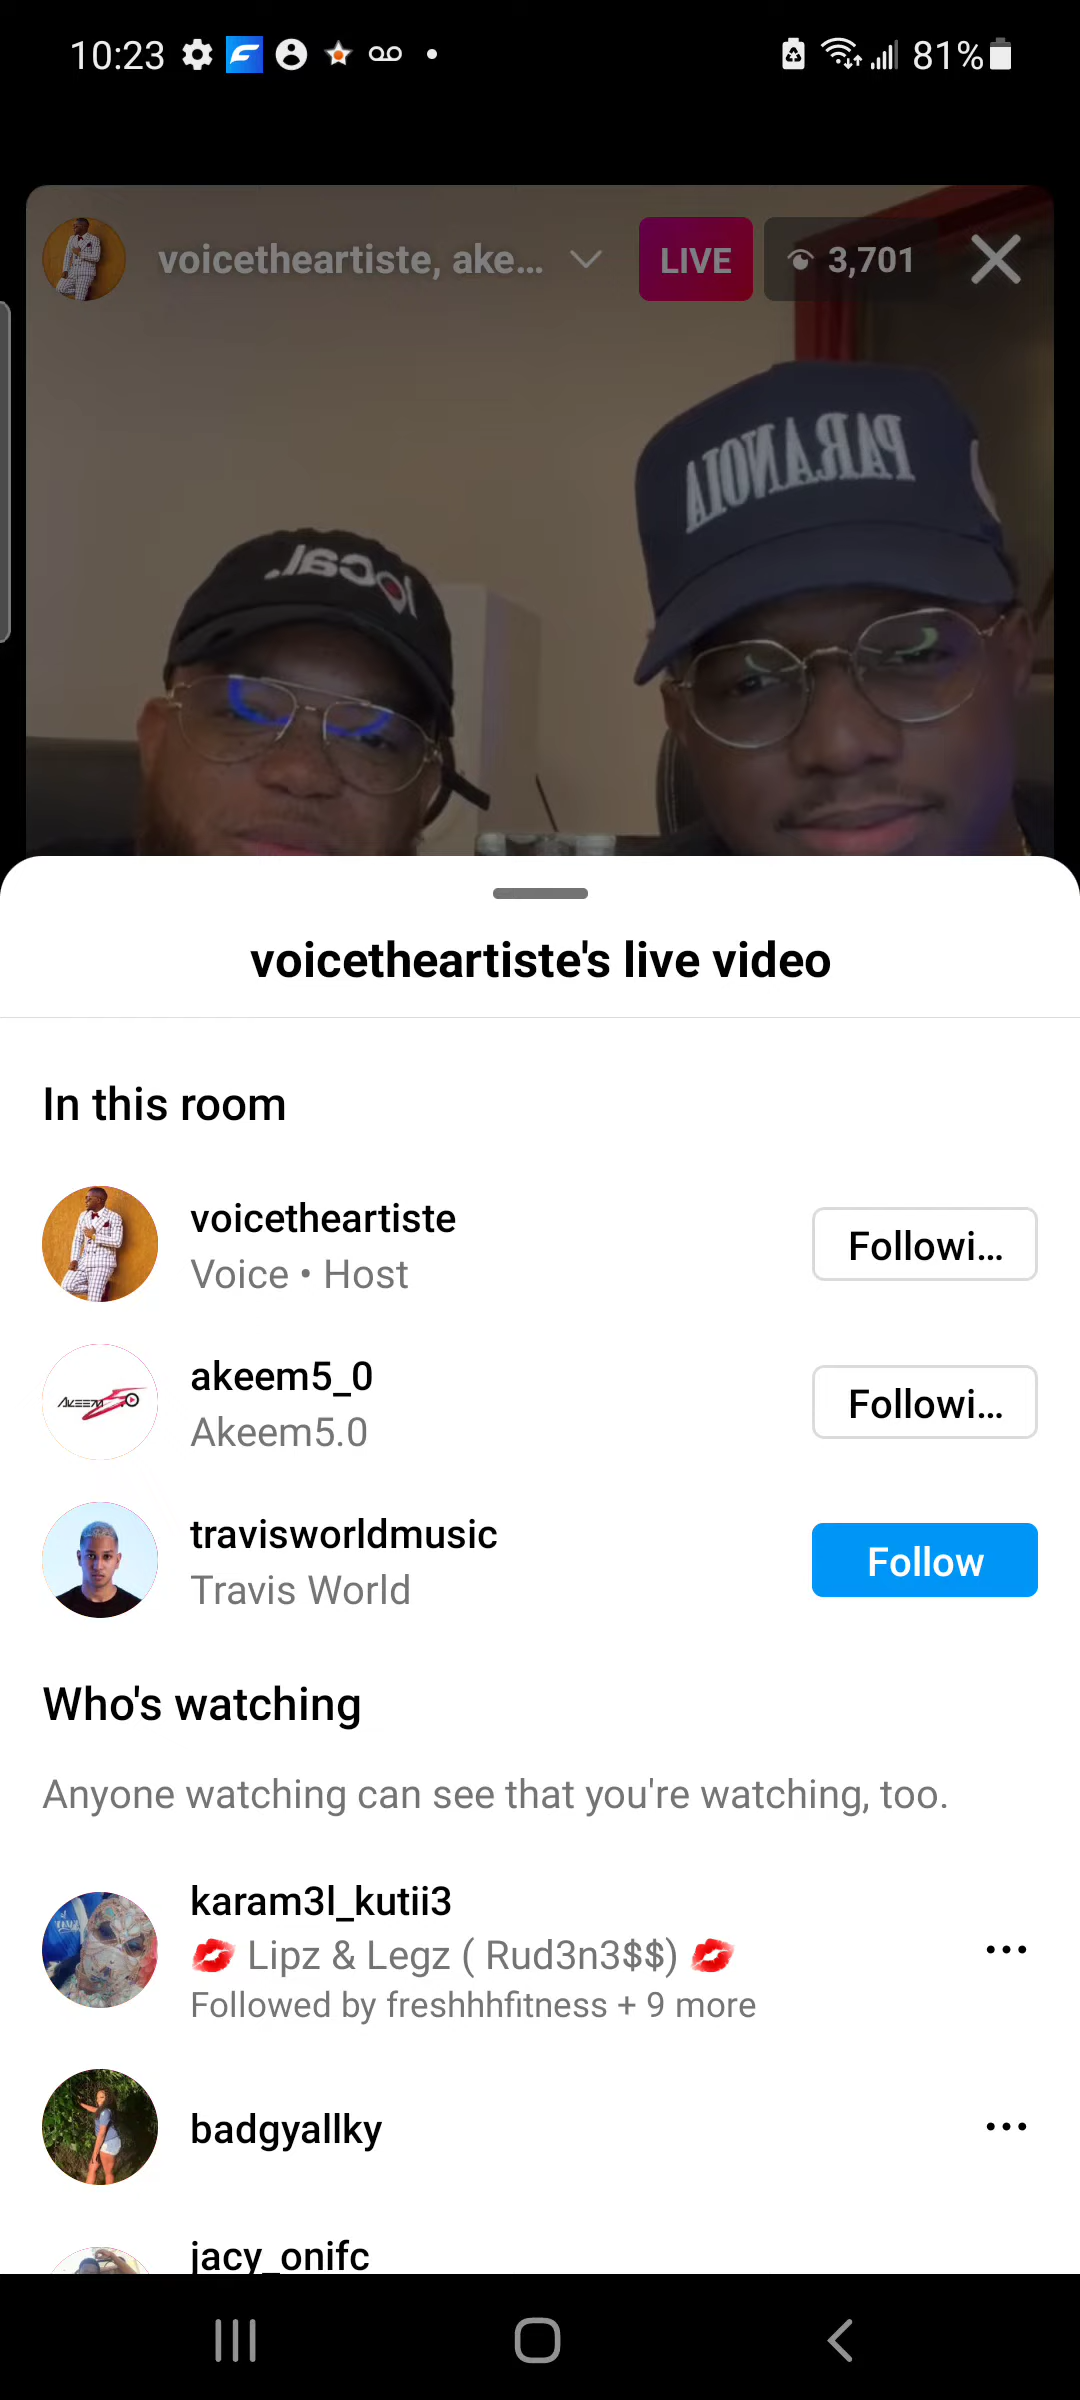 10:23
81%
voicetheartiste, ake...
LIVE
3,701
PARANOIA
local.
voicetheartiste's live video
In this room
voicetheartiste
Voice • Host
Followi...
AKEEM
akeem5_0
Akeem5.0
Followi...
travisworldmusic
Travis World
Follow
Who's watching
Anyone watching can see that you're watching, too.
karam3l_kutii3
💋 Lipz & Legz ( Rud3n3$$) 💋
Followed by freshhhfitness + 9 more
badgyallky
jacy_onifc